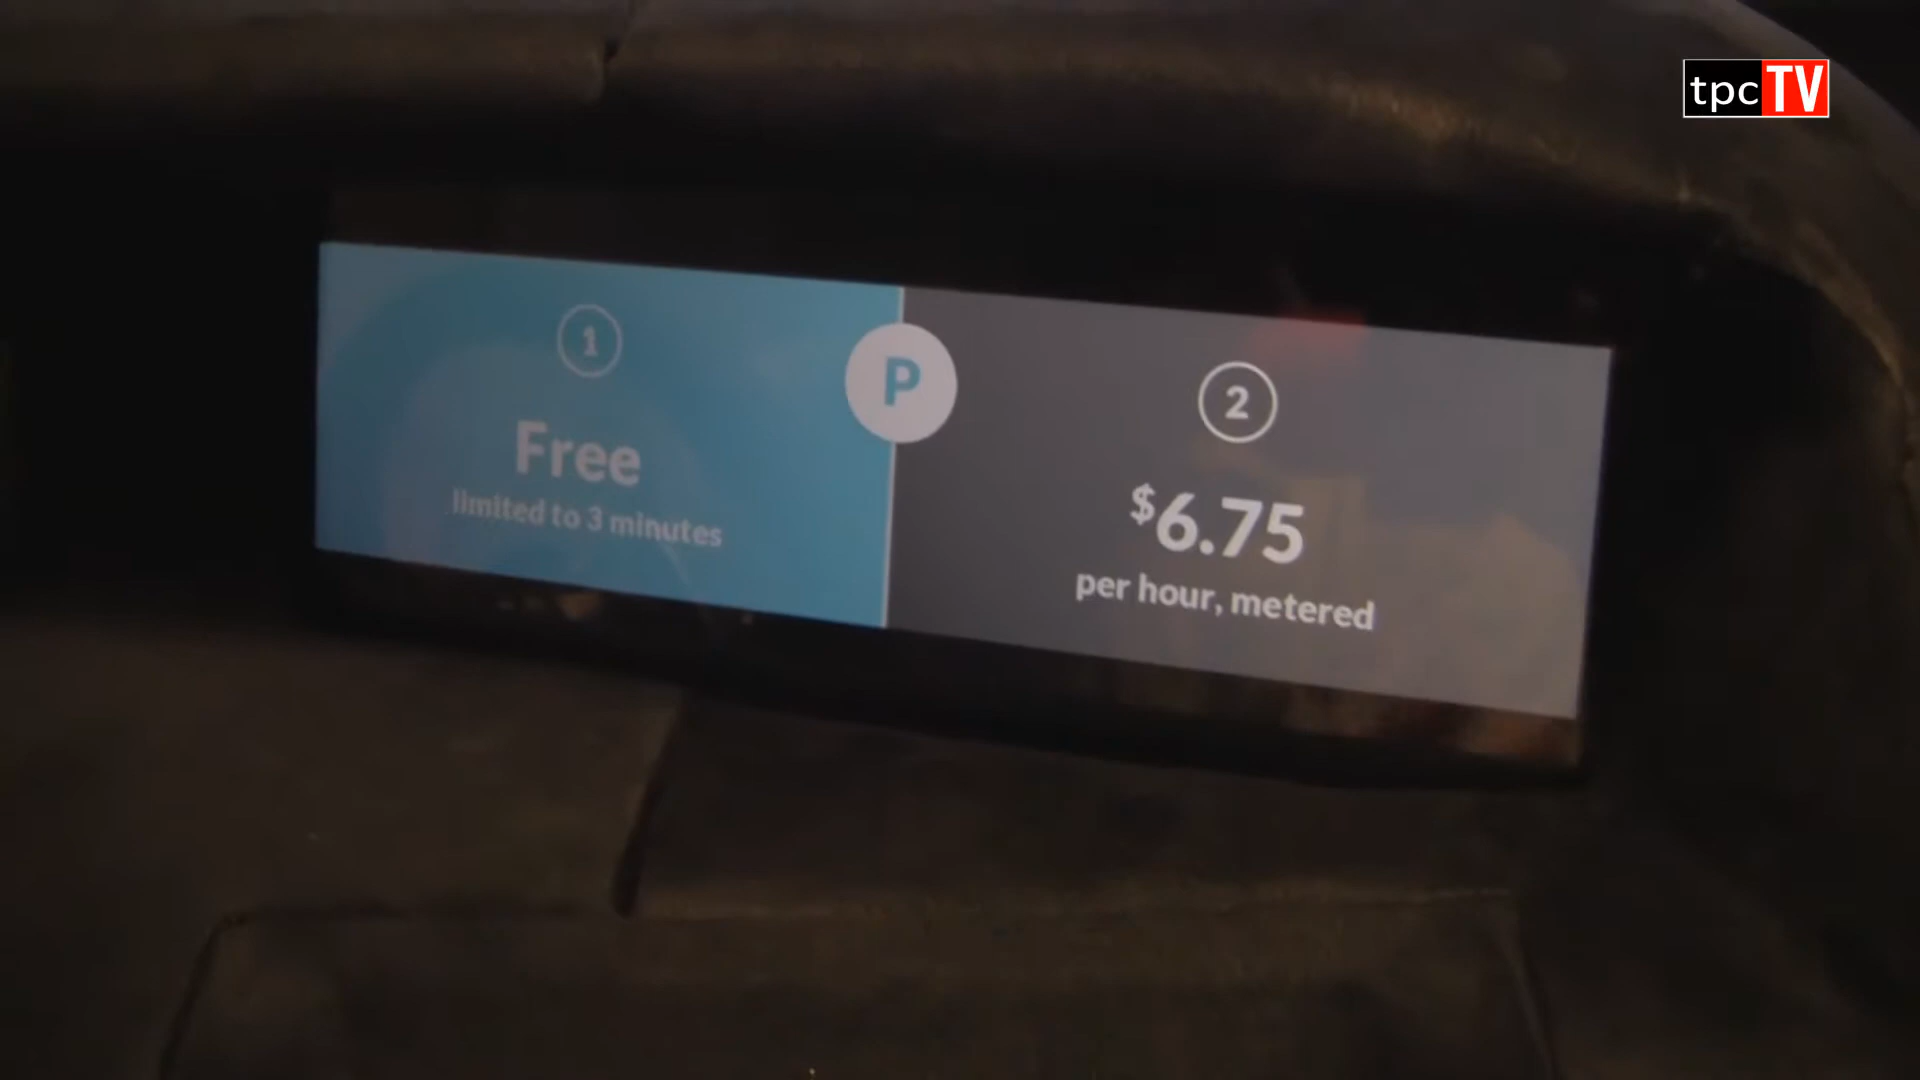 tpcTV
1
Free
limited to 3 minutes
P
2
$6.75
per hour, metered